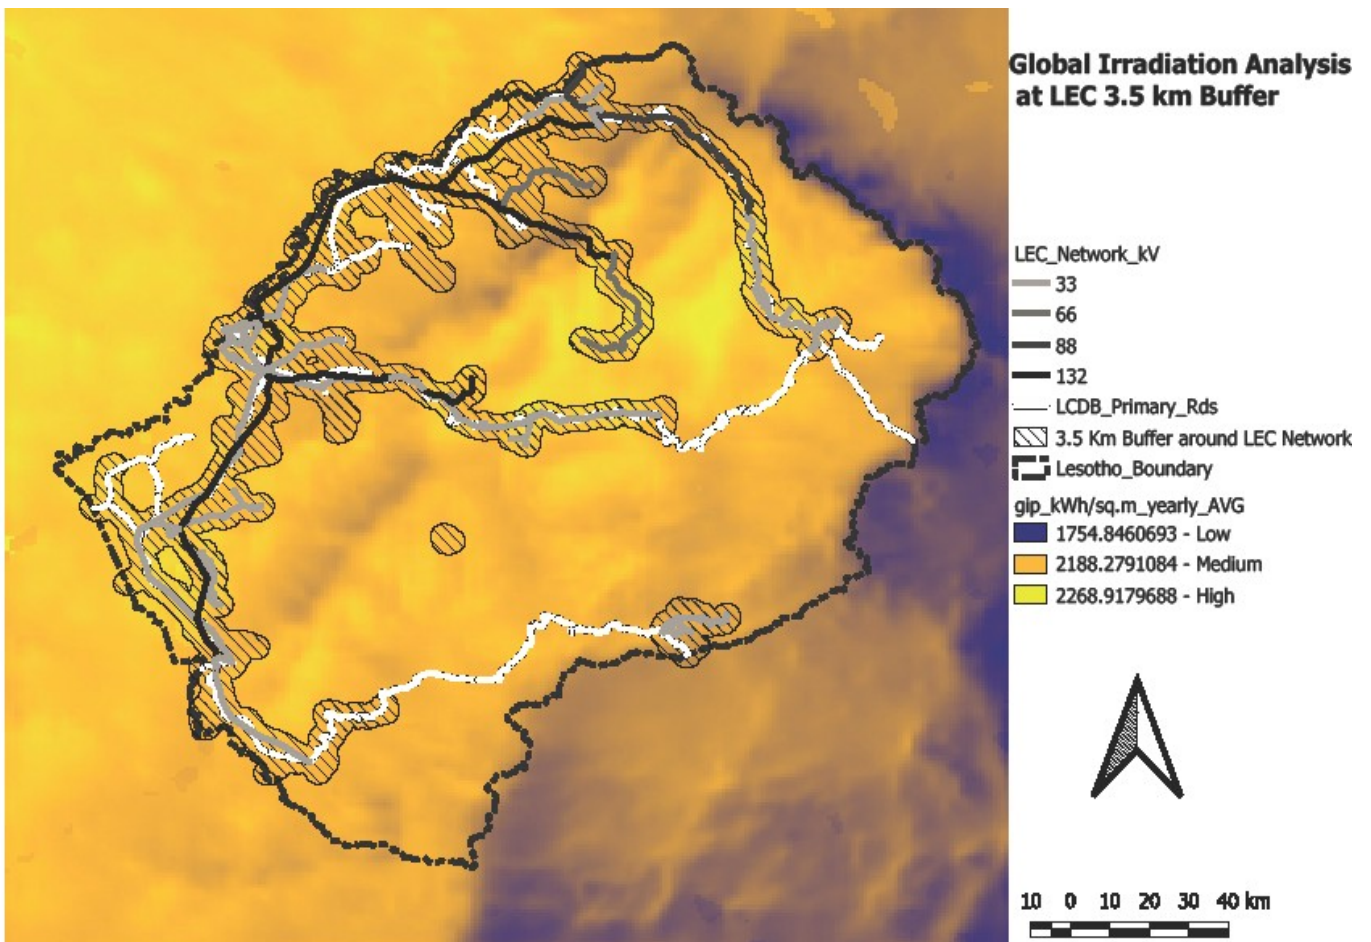 Global Irradiation Analysis
at LEC 3.5 km Buffer
LEC_Network_kV
33
66
88
132
LCDB_Primary_Rds
3.5 Km Buffer around LEC Network
Lesotho_Boundary
gip_kWh/sq.m_yearly_AVG
1754.8460693 - Low
2188.2791084 - Medium
2268.9179688 - High
10 0 10 20 30 40 km